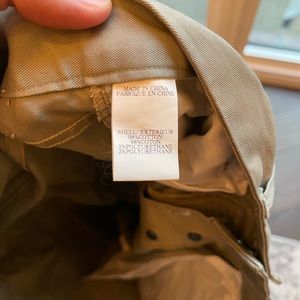 MADE IN CHINA
FABRIQUE EN CHINE
SHELL/ EXTERIEUR
98%COTTON
98%COTON
2%POLYURETHANE
2%POLYURETHANE